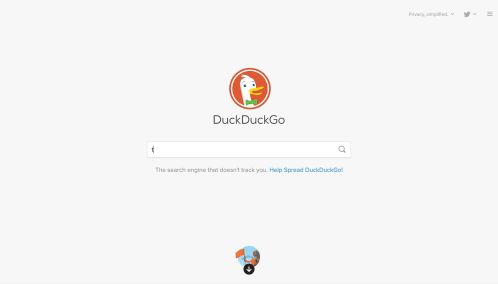 Privacy, simplified.
DuckDuckGo
t
The search engine that doesn't track you. Help Spread DuckDuckGo!